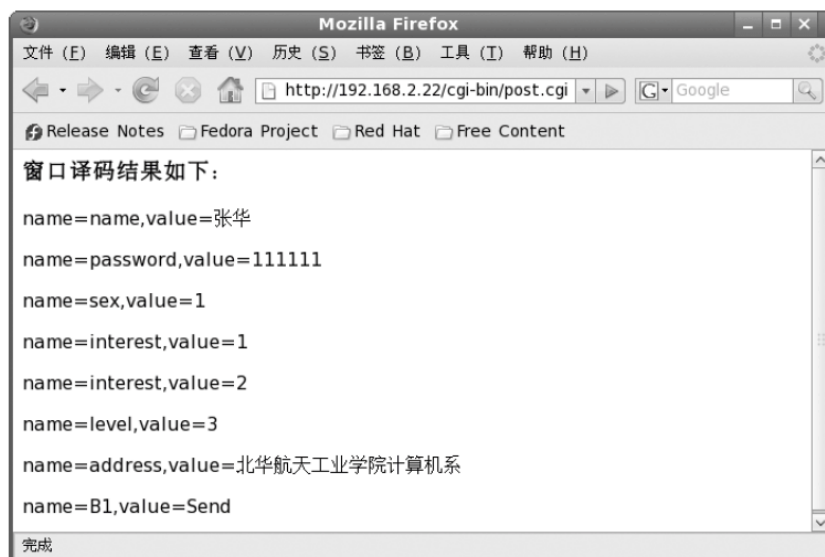 Mozilla Firefox
文件 (F) 编辑 (E) 查看 (V) 历史 (S) 书签 (B) 工具 (T) 帮助 (H)
http://192.168.2.22/cgi-bin/post.cgi G Google
Release Notes Fedora Project Red Hat Free Content
窗口译码结果如下：
name=name,value=张华
name=password,value=111111
name=sex,value=1
name=interest,value=1
name=interest,value=2
name=level,value=3
name=address,value=北华航天工业学院计算机系
name=B1,value=Send
完成